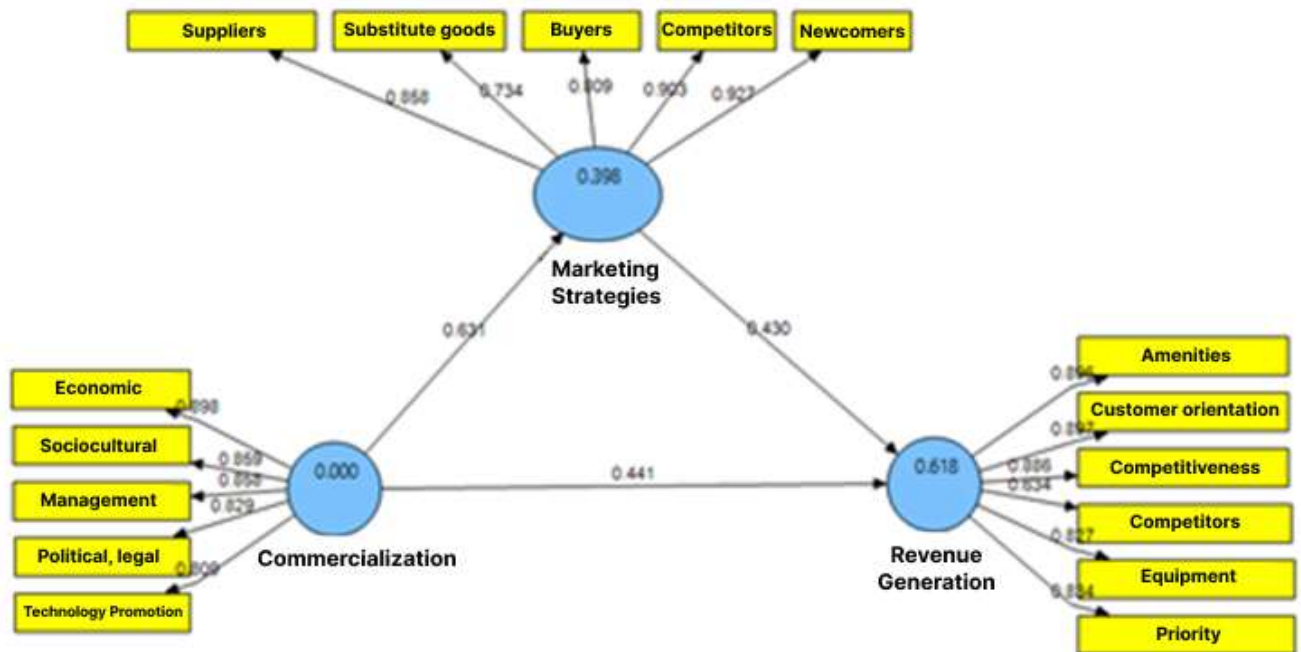 Suppliers
Substitute goods
Buyers
Competitors
Newcomers
0.858
0.734
0.809
0.903
0.927
0.398
Marketing
Strategies
0.631
0.430
Economic
Sociocultural
Management
Political, legal
Technology Promotion
0.898
0.859
0.858
0.829
0.809
0.000
Commercialization
0.441
0.618
Revenue
Generation
0.897
0.886
0.834
0.827
0.834
Amenities
Customer orientation
Competitiveness
Competitors
Equipment
Priority